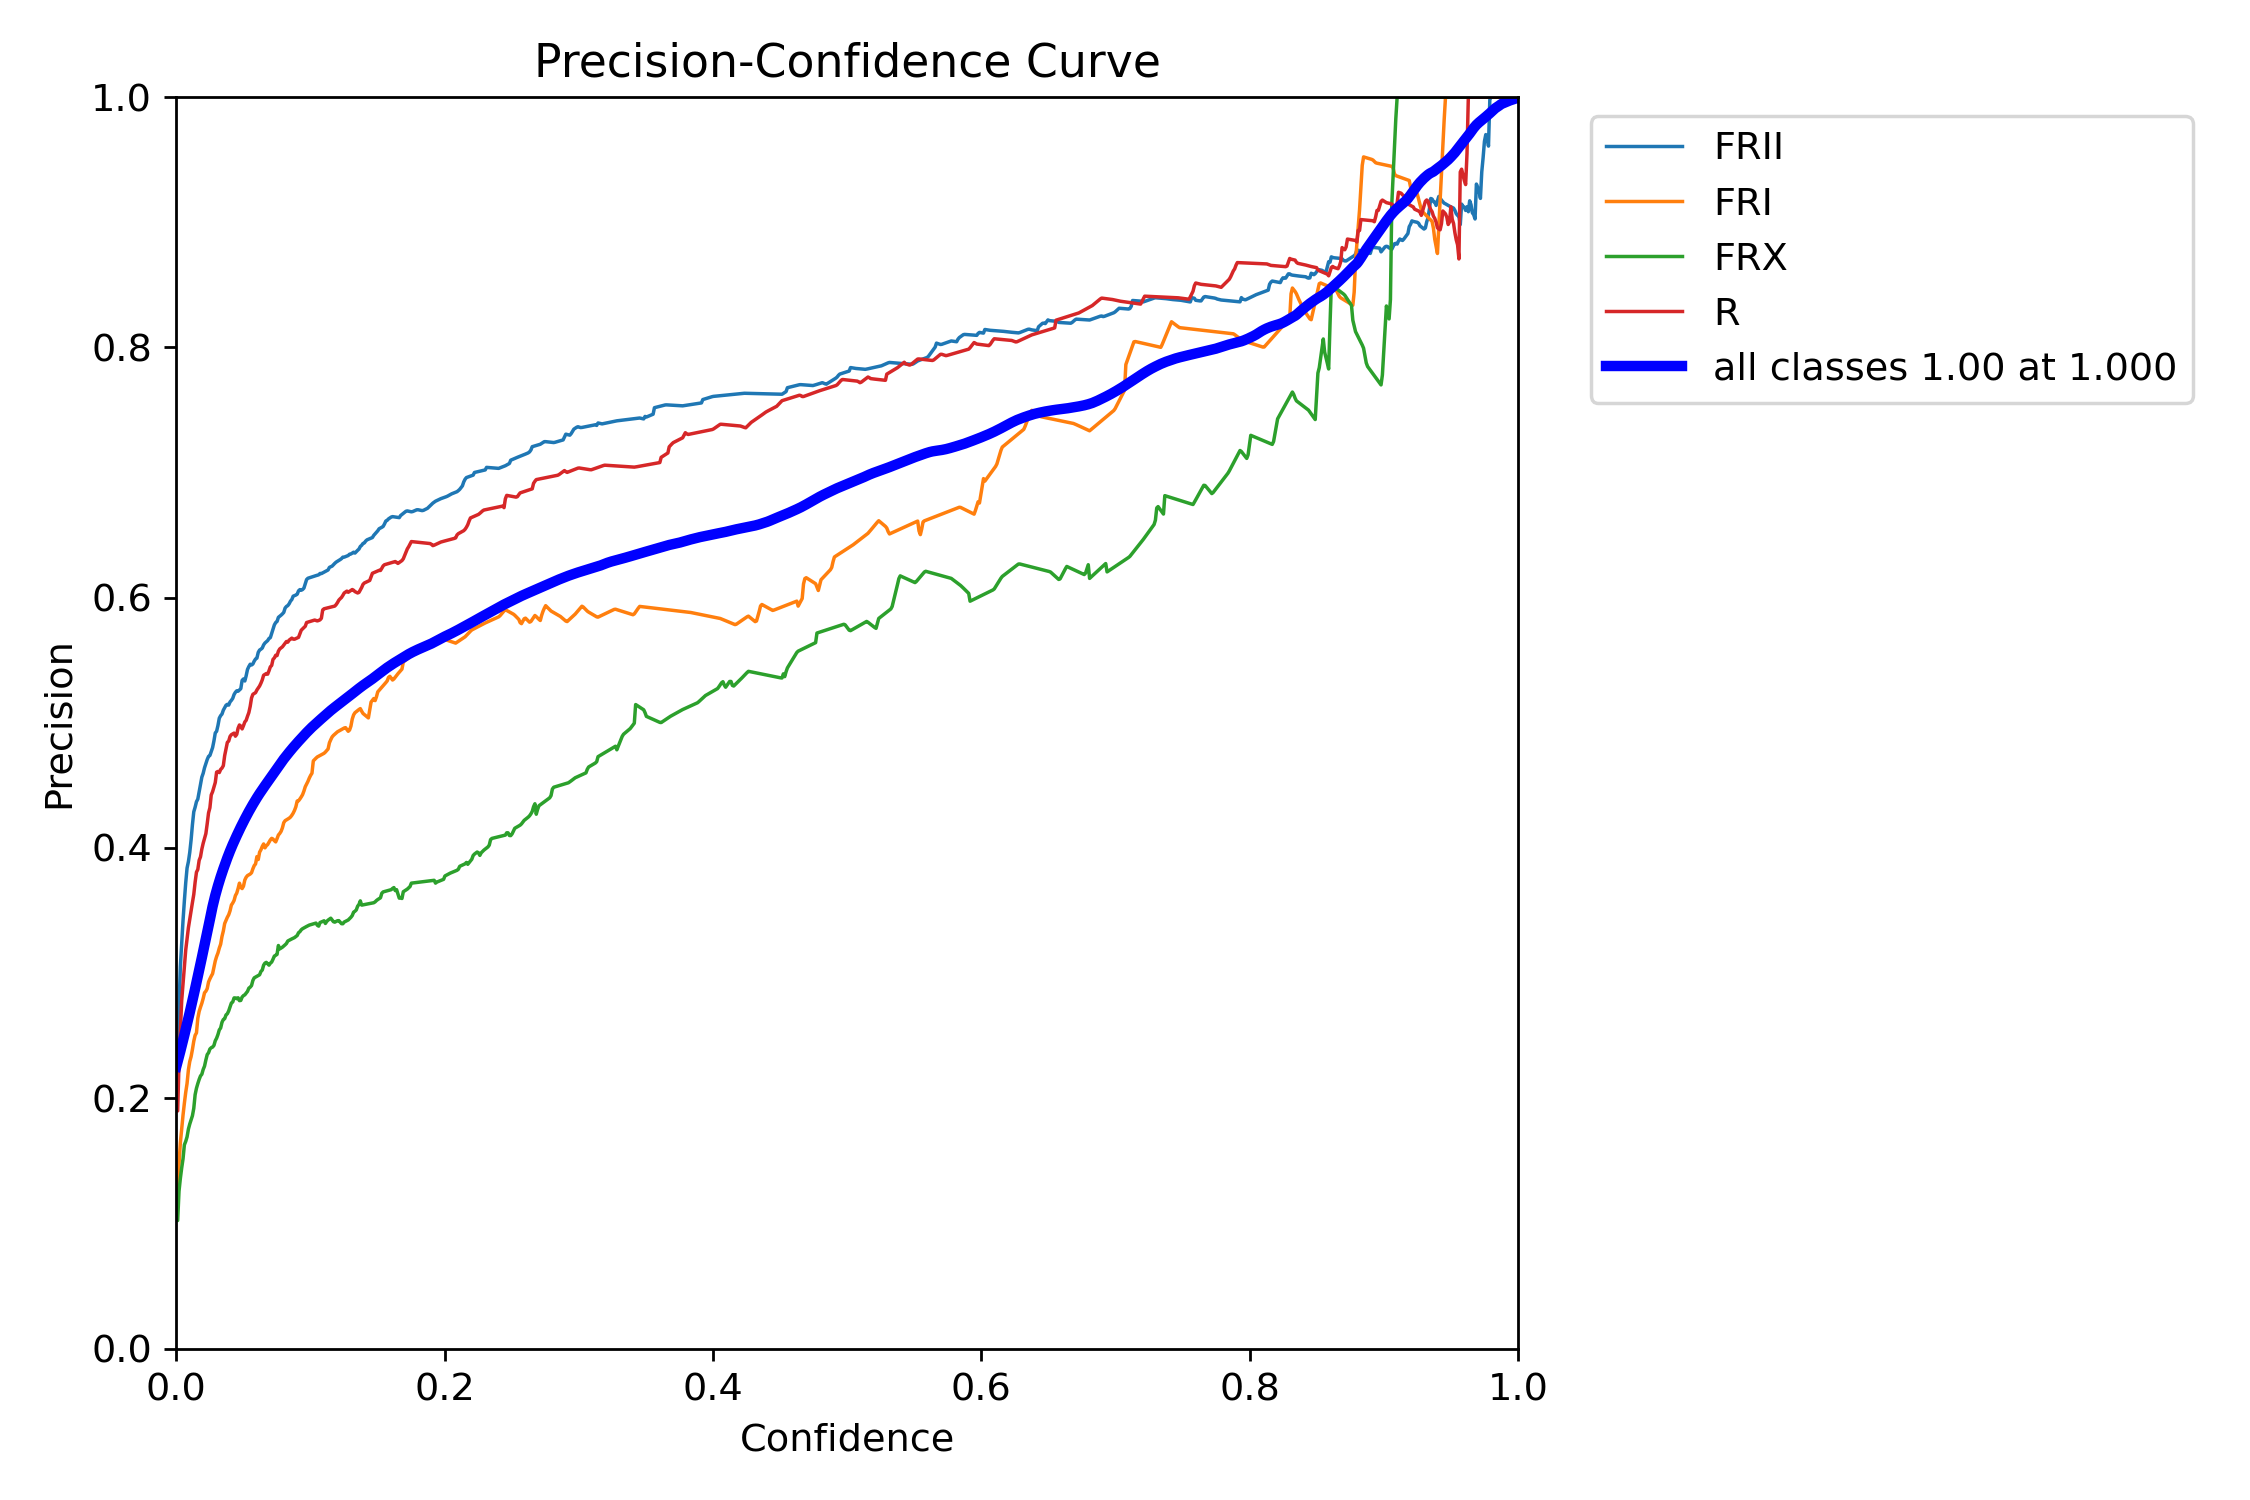 Precision-Confidence Curve
1.0
0.8
0.6
0.4
0.2
0.0
Precision
0.0 0.2 0.4 0.6 0.8 1.0
Confidence
FRII
FRI
FRX
R
all classes 1.00 at 1.000